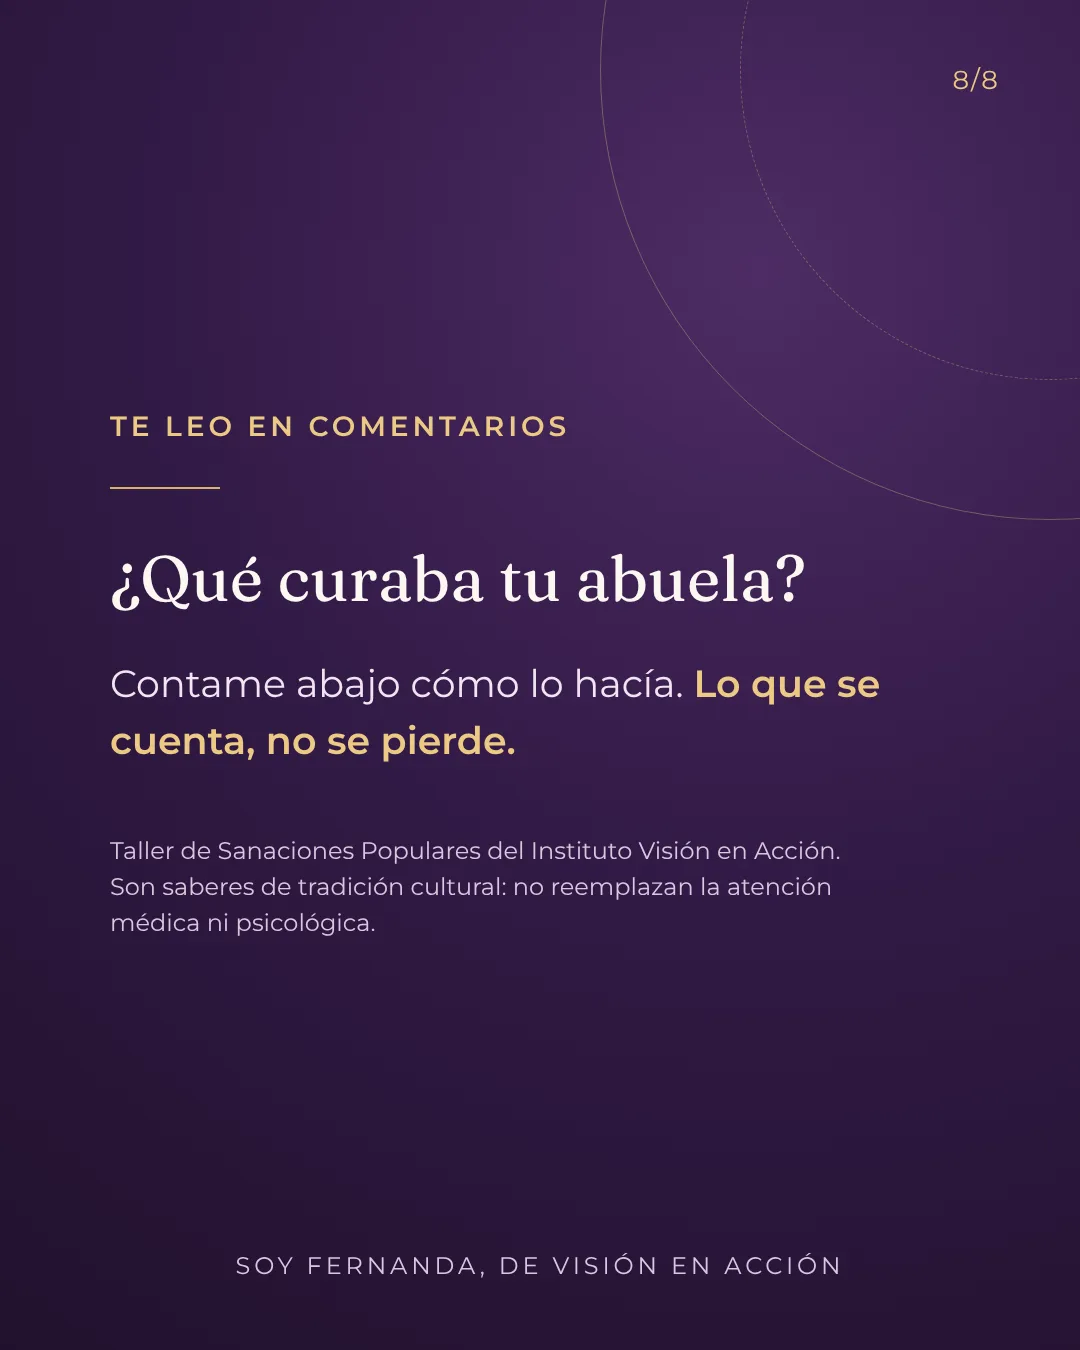 8/8
TE LEO EN COMENTARIOS
¿Qué curaba tu abuela?
Contame abajo cómo lo hacía. Lo que se
cuenta, no se pierde.
Taller de Sanaciones Populares del Instituto Visión en Acción.
Son saberes de tradición cultural: no reemplazan la atención
médica ni psicológica.
SOY FERNANDA, DE VISIÓN EN ACCIÓN